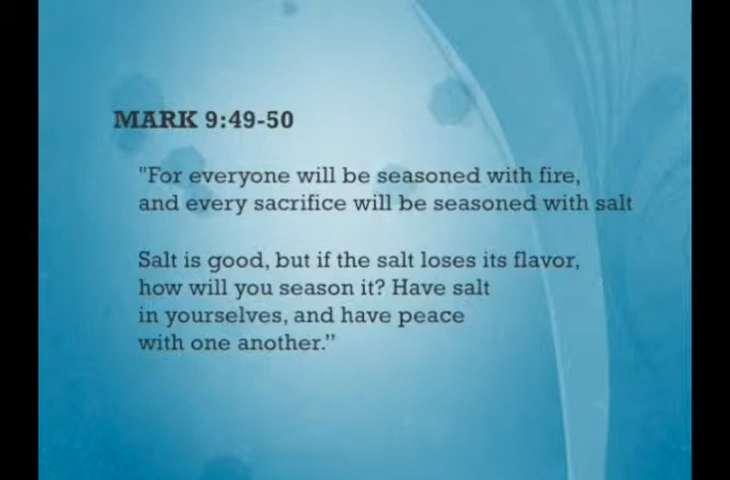 MARK 9:49-50
"For everyone will be seasoned with fire,
and every sacrifice will be seasoned with salt
Salt is good, but if the salt loses its flavor,
how will you season it? Have salt
in yourselves, and have peace
with one another.”